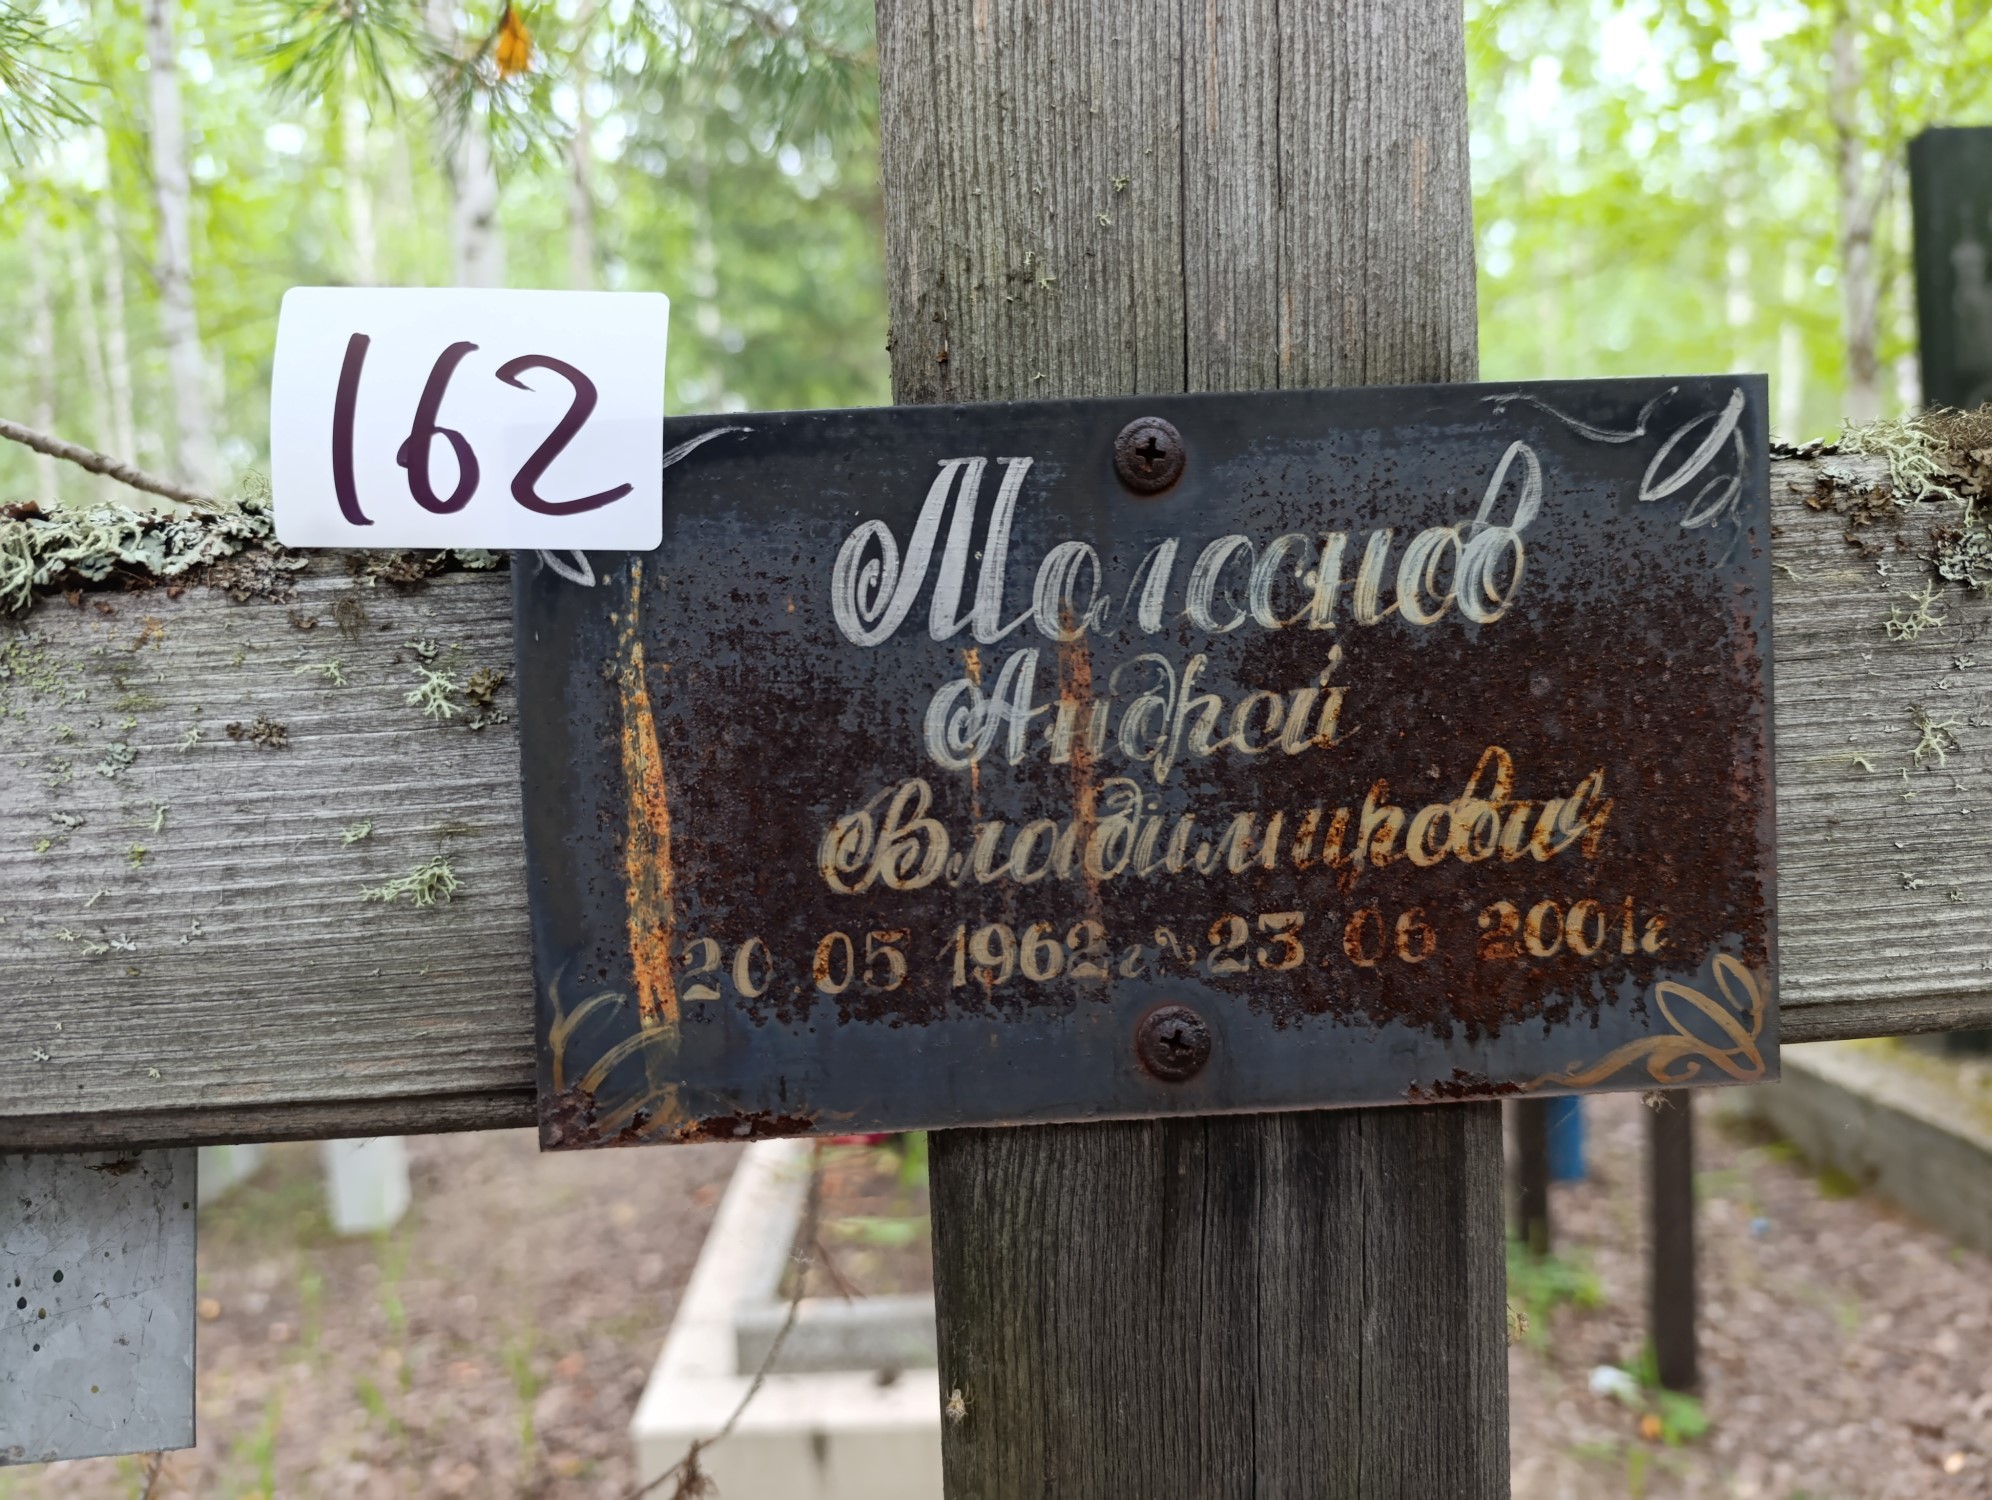 162
Молоснов
Андрей
Владимирович
20.05 1962г ~ 23.06 2001г